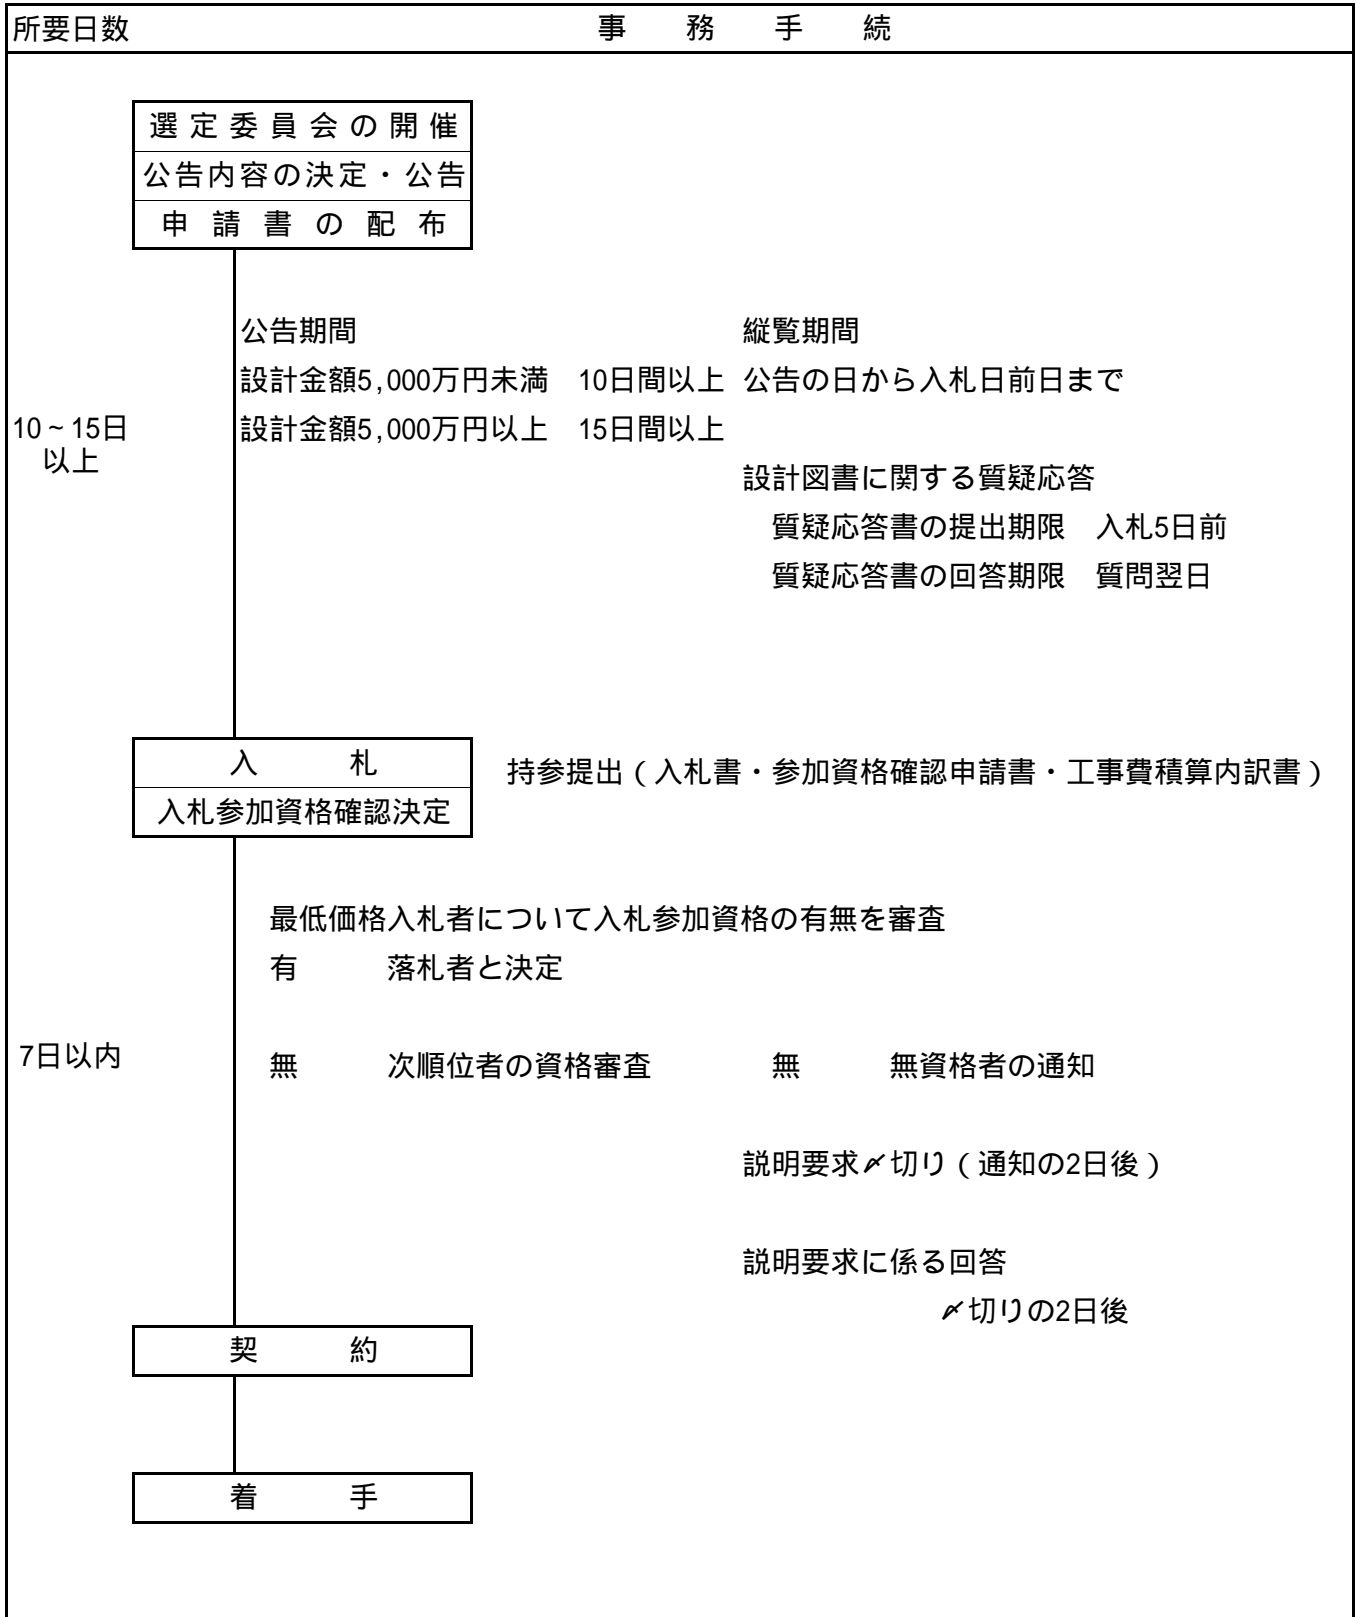 所要日数 事務手続
選定委員会の開催
公告内容の決定・公告
申請書の配布
公告期間 縦覧期間
設計金額5,000万円未満 10日間以上 公告の日から入札日前日まで
10~15日 設計金額5,000万円以上 15日間以上
以上
設計図書に関する質疑応答
質疑応答書の提出期限 入札5日前
質疑応答書の回答期限 質問翌日
入札
持参提出(入札書・参加資格確認申請書・工事費積算内訳書)
入札参加資格確認決定
最低価格入札者について入札参加資格の有無を審査
有 落札者と決定
7日以内 無 次順位者の資格審査 無 無資格者の通知
説明要求〆切り(通知の2日後)
説明要求に係る回答
〆切りの2日後
契約
着手